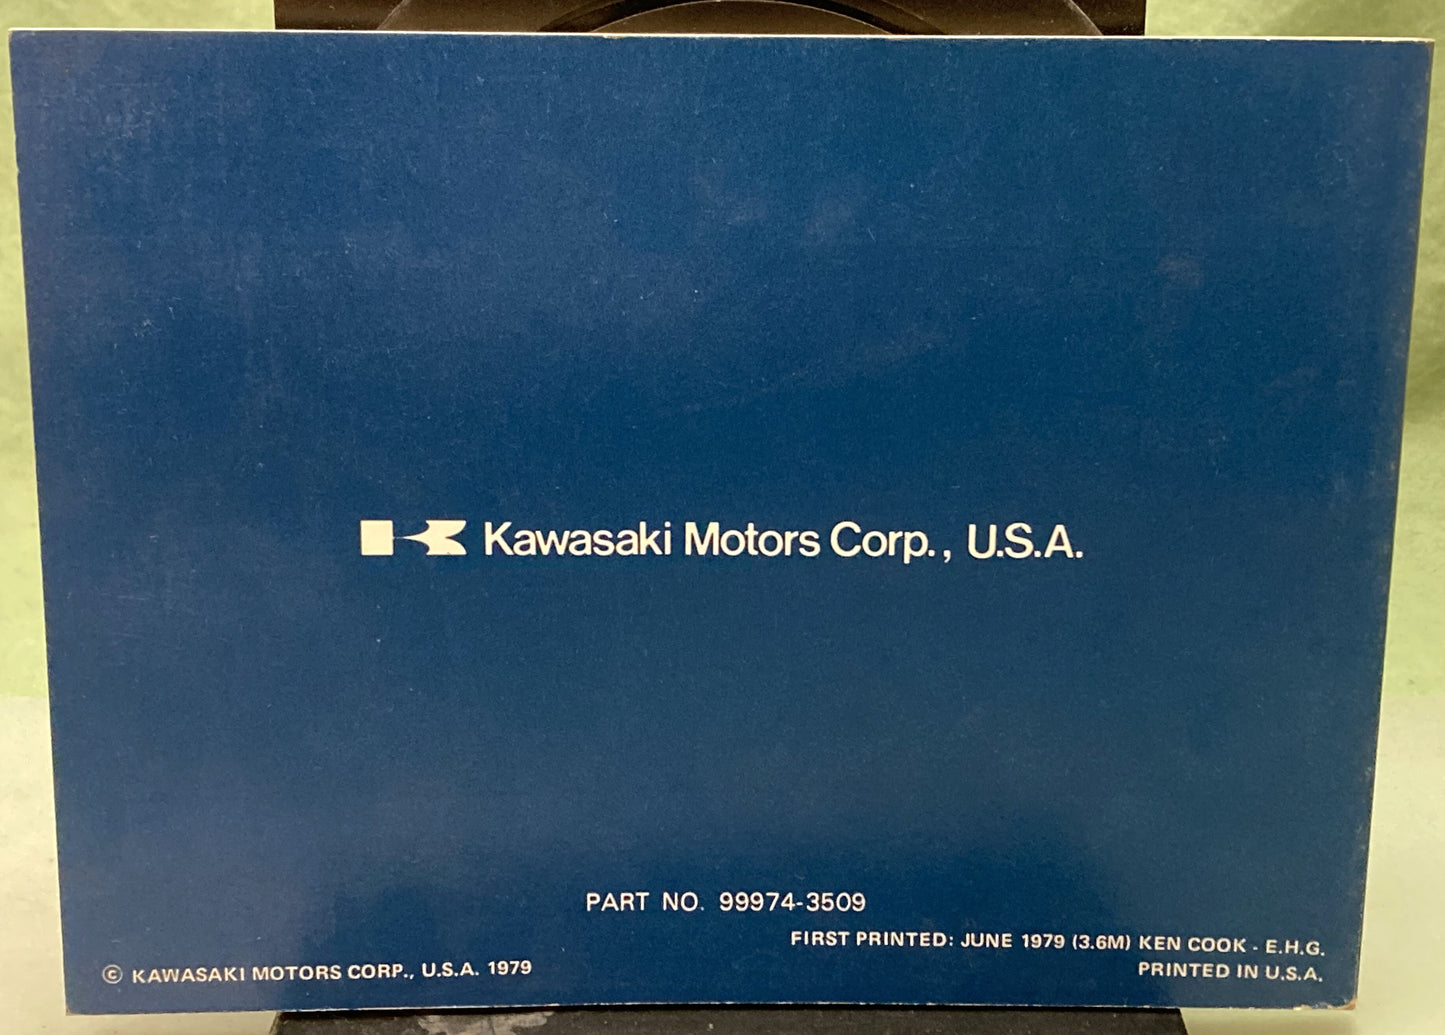 Kawasaki Motors Corp., U.S.A.
PART NO. 99974-3509
FIRST PRINTED: JUNE 1979 (3.6M) KEN COOK - E.H.G.
© KAWASAKI MOTORS CORP., U.S.A. 1979
PRINTED IN U.S.A.